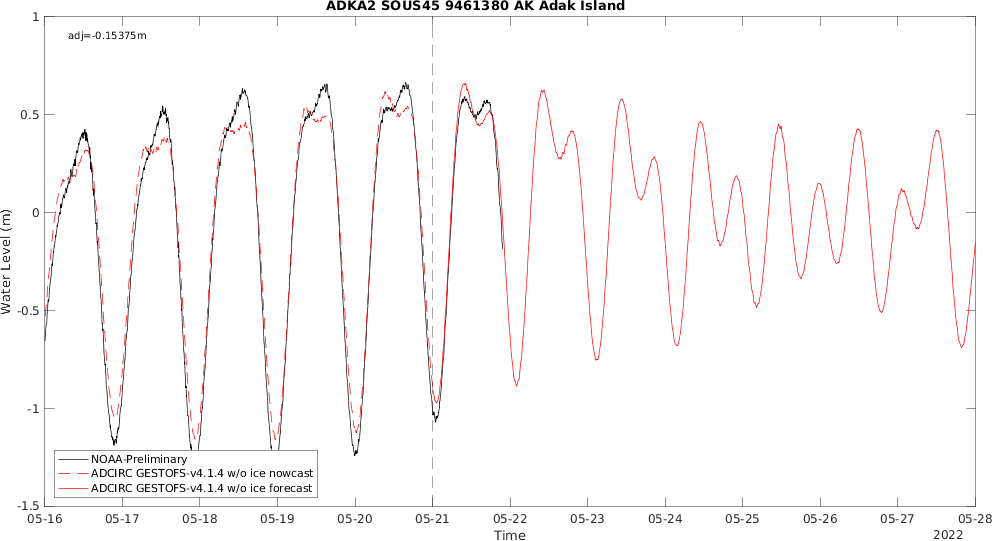 ADKA2 SOUS45 9461380 AK Adak Island
adj=-0.15375m
1
0.5
0
-0.5
-1
-1.5
Water Level (m)
NOAA-Preliminary
ADCIRC GESTOFS-v4.1.4 w/o ice nowcast
ADCIRC GESTOFS-v4.1.4 w/o ice forecast
05-16 05-17 05-18 05-19 05-20 05-21 05-22 05-23 05-24 05-25 05-26 05-27 05-28
Time
2022